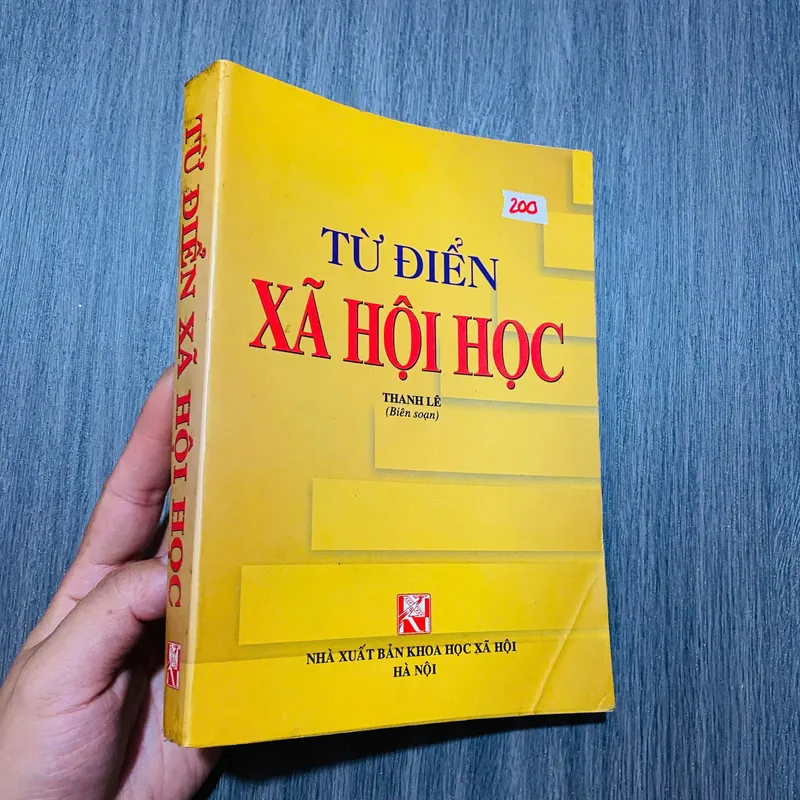 TỪ ĐIỂN XÃ HỘI HỌC
200
TỪ ĐIỂN
XÃ HỘI HỌC
THANH LÊ
(Biên soạn)
NHÀ XUẤT BẢN KHOA HỌC XÃ HỘI
HÀ NỘI